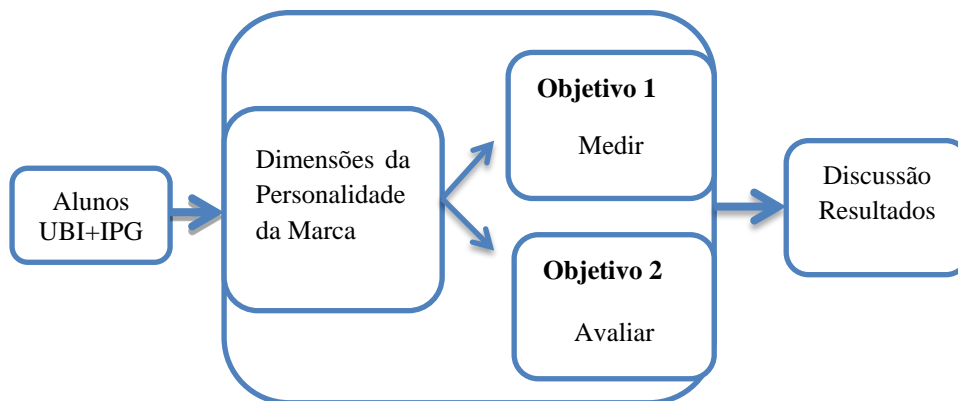 Alunos
UBI+IPG
Dimensões da
Personalidade
da Marca
Objetivo 1
Medir
Objetivo 2
Avaliar
Discussão
Resultados